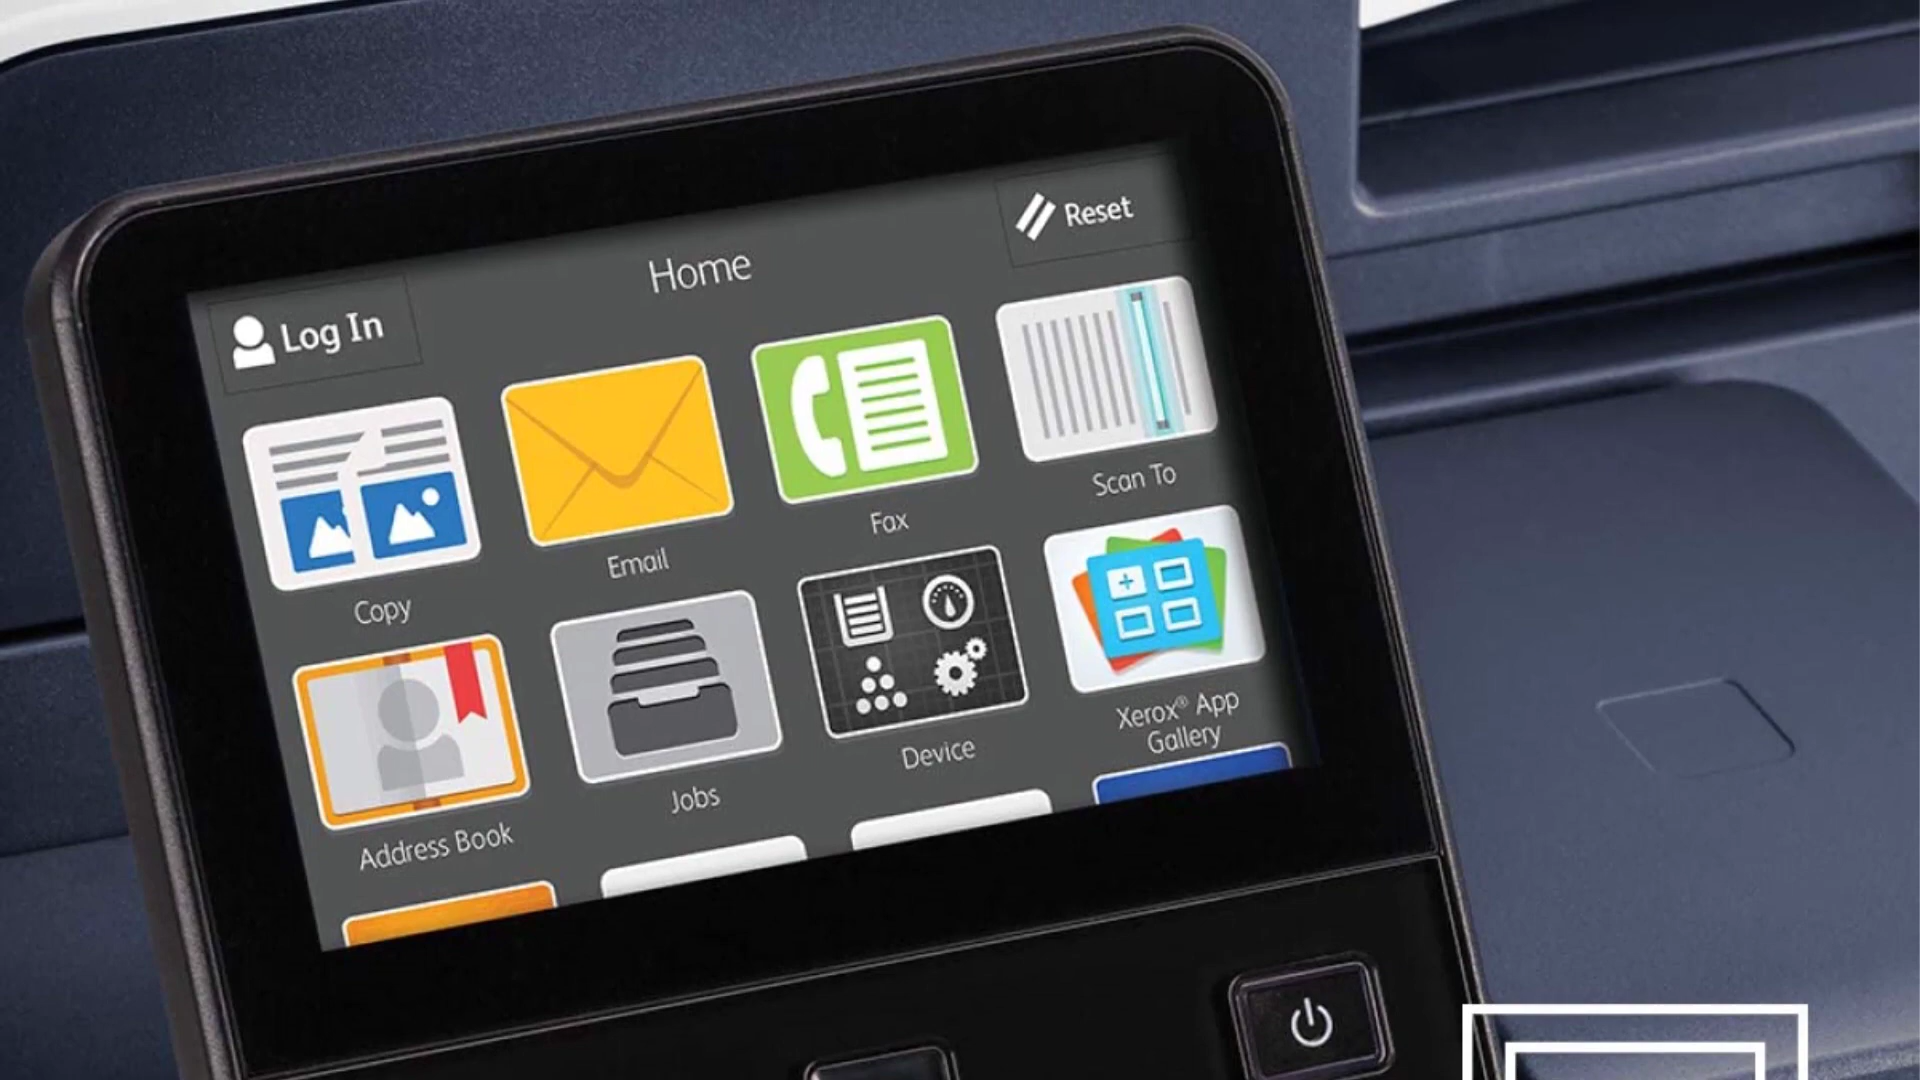 Log In
Home
Reset
Copy
Email
Fax
Scan To
Address Book
Jobs
Device
Xerox® App
Gallery